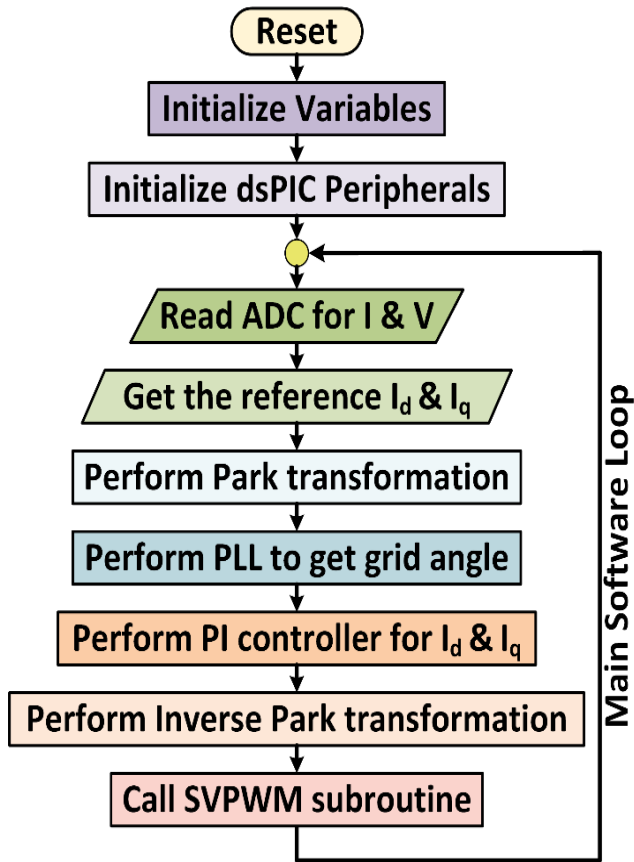 Reset
Initialize Variables
Initialize dsPIC Peripherals
Read ADC for I & V
Get the reference Id & Iq
Perform Park transformation
Perform PLL to get grid angle
Perform PI controller for Id & Iq
Perform Inverse Park transformation
Call SVPWM subroutine
Main Software Loop